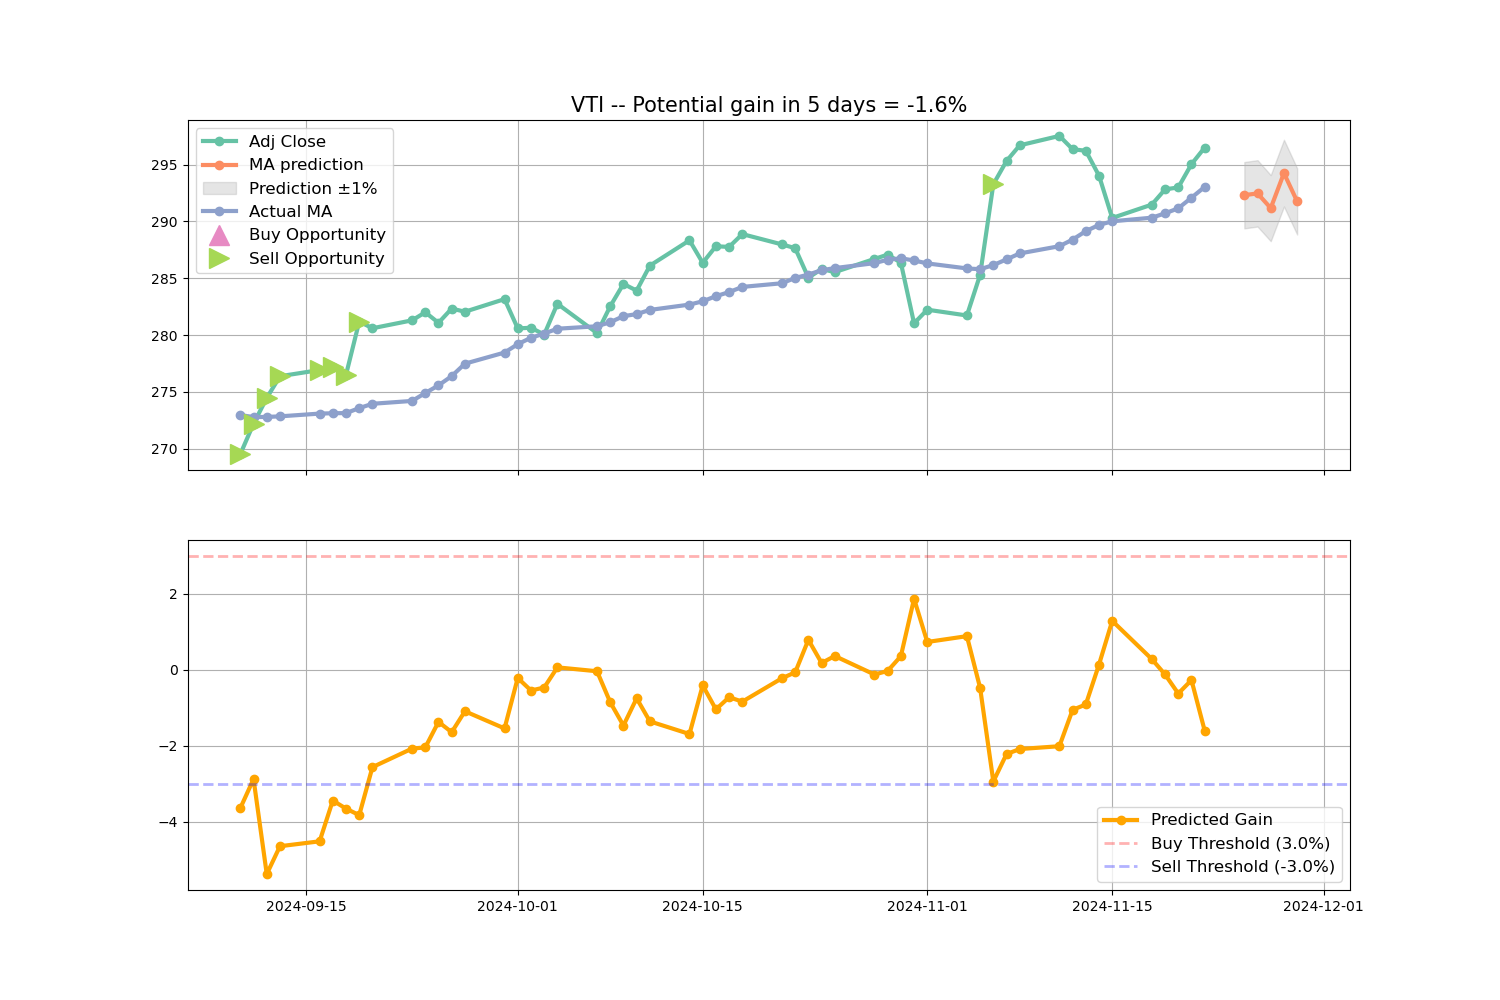 VTI -- Potential gain in 5 days = -1.6%
Adj Close
MA prediction
Prediction ±1%
Actual MA
Buy Opportunity
Sell Opportunity
295
290
285
280
275
270
2
0
−2
−4
Predicted Gain
Buy Threshold (3.0%)
Sell Threshold (-3.0%)
2024-09-15
2024-10-01
2024-10-15
2024-11-01
2024-11-15
2024-12-01